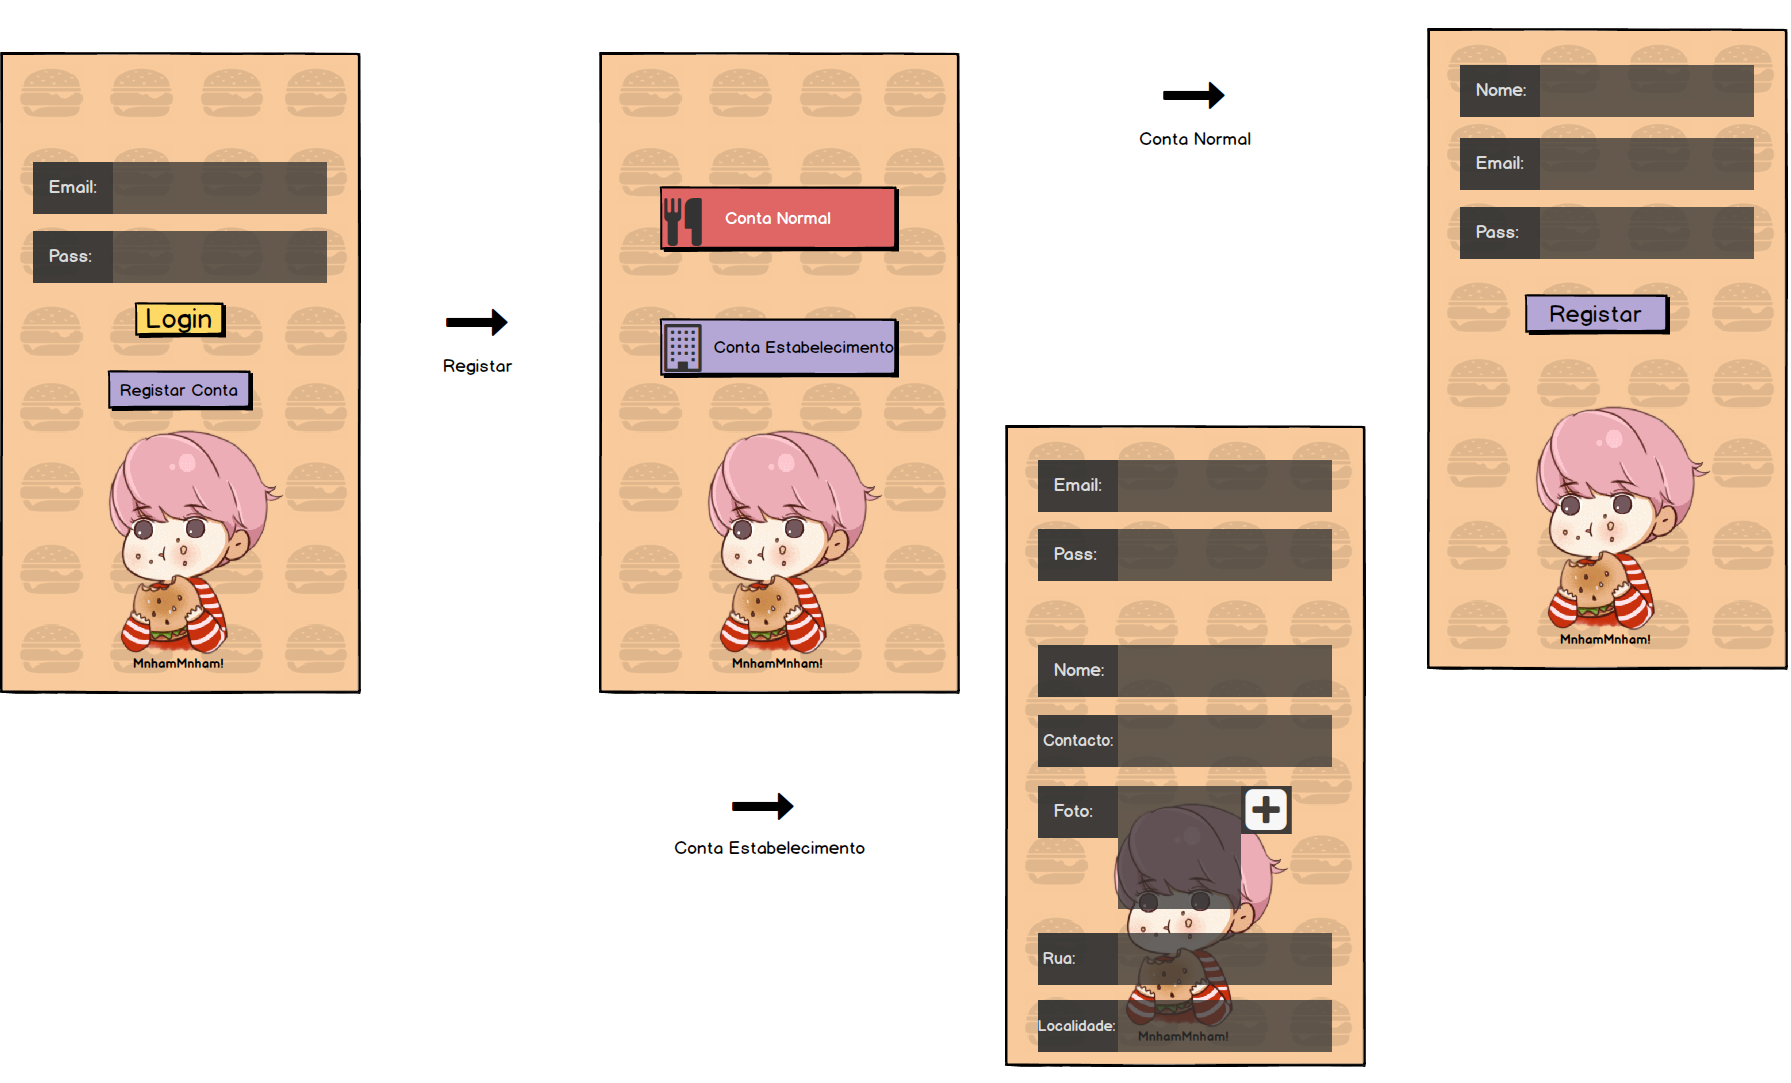 Email:
Pass:
Login
Registar Conta
MnhamMnham!
Registar
Conta Normal
Conta Estabelecimento
MnhamMnham!
Conta Normal
Nome:
Email:
Pass:
Registar
MnhamMnham!
Conta Estabelecimento
Email:
Pass:
Nome:
Contacto:
Foto:
Rua:
Localidade:
MnhamMnham!